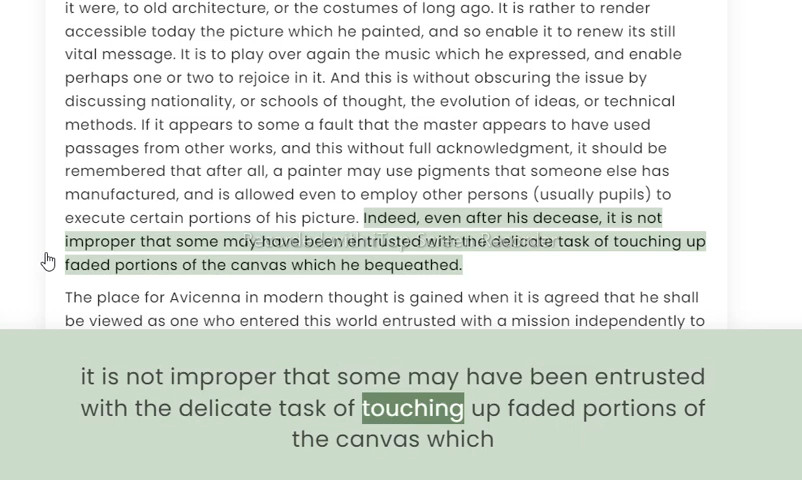 it were, to old architecture, or the costumes of long ago. It is rather to render
accessible today the picture which he painted, and so enable it to renew its still
vital message. It is to play over again the music which he expressed, and enable
perhaps one or two to rejoice in it. And this is without obscuring the issue by
discussing nationality, or schools of thought, the evolution of ideas, or technical
methods. If it appears to some a fault that the master appears to have used
passages from other works, and this without full acknowledgment, it should be
remembered that after all, a painter may use pigments that someone else has
manufactured, and is allowed even to employ other persons (usually pupils) to
execute certain portions of his picture. Indeed, even after his decease, it is not
improper that some may have been entrusted with the delicate task of touching up
faded portions of the canvas which he bequeathed.
The place for Avicenna in modern thought is gained when it is agreed that he shall
be viewed as one who entered this world entrusted with a mission independently to
it is not improper that some may have been entrusted
with the delicate task of touching up faded portions of
the canvas which